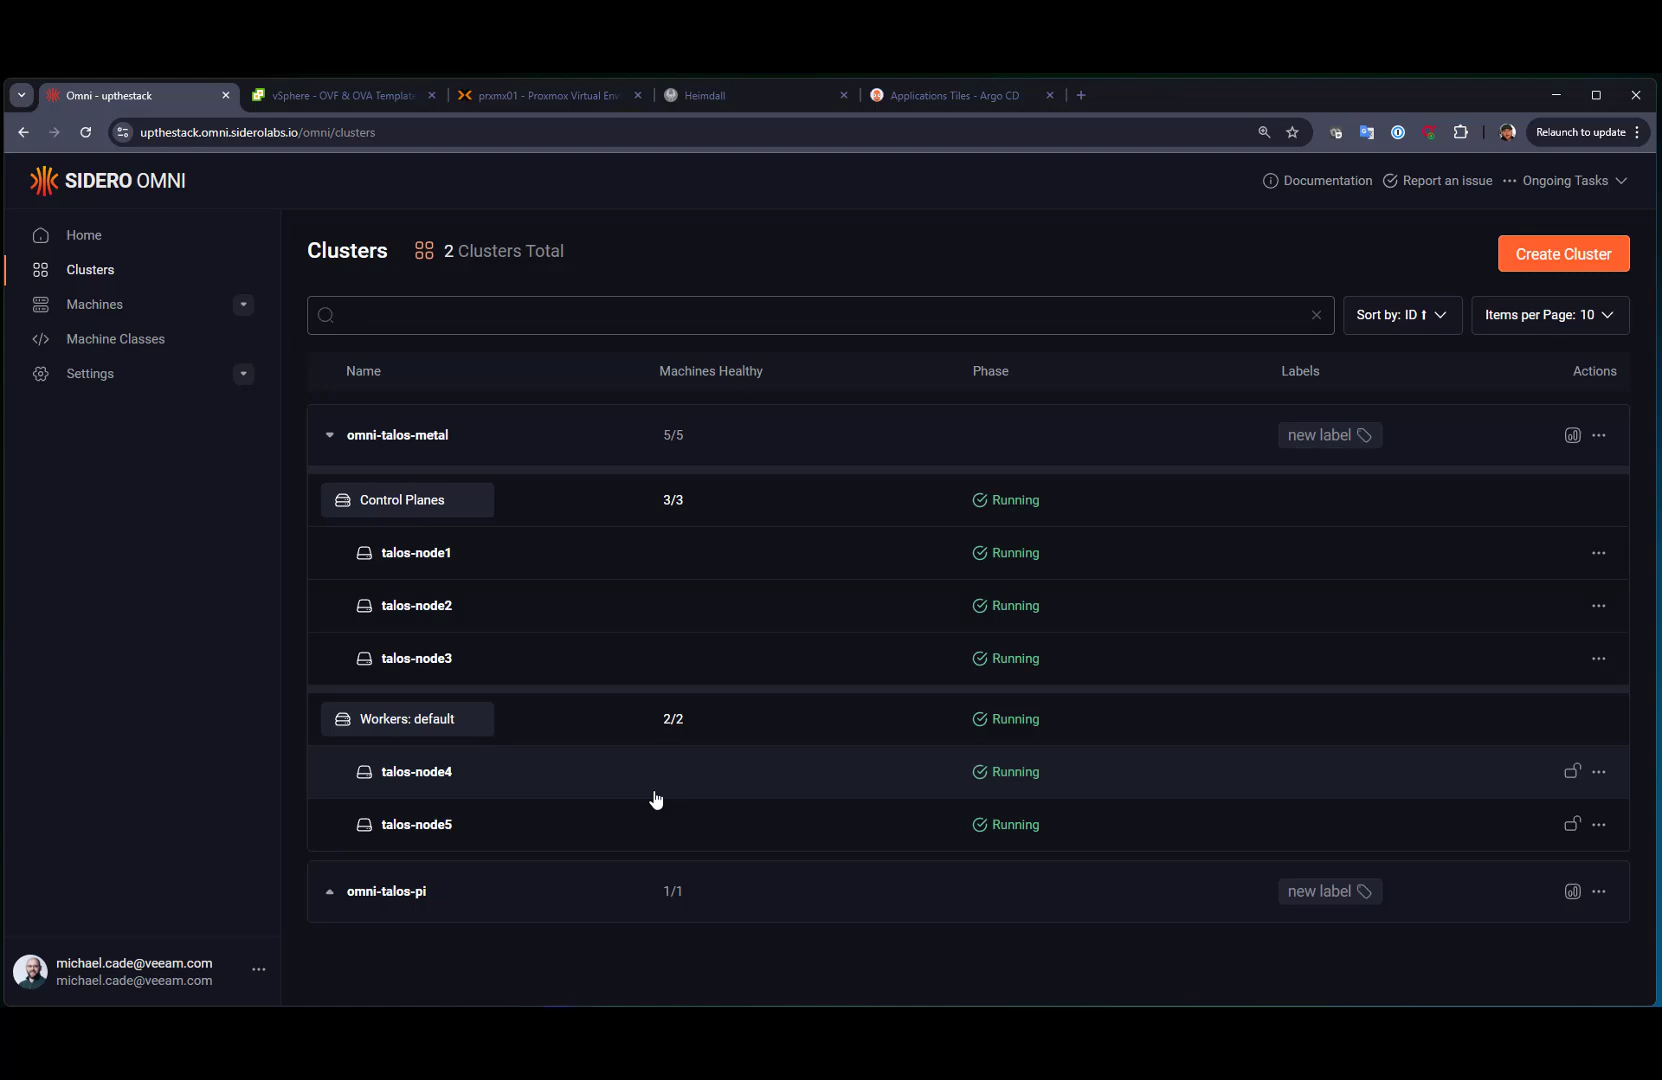 Omni - upthestack
vSphere - OVF & OVA Template
prxmx01 - Proxmox Virtual Env
Heimdall
Applications Tiles - Argo CD
upthestack.omni.siderolabs.io/omni/clusters
Relaunch to update
SIDERO OMNI
Documentation
Report an issue
Ongoing Tasks
Home
Clusters
Machines
Machine Classes
Settings
Clusters
2 Clusters Total
Create Cluster
Sort by: ID ↑
Items per Page: 10
Name Machines Healthy Phase Labels Actions
omni-talos-metal 5/5 new label
Control Planes 3/3 Running
talos-node1 Running
talos-node2 Running
talos-node3 Running
Workers: default 2/2 Running
talos-node4 Running
talos-node5 Running
omni-talos-pi 1/1 new label
michael.cade@veeam.com
michael.cade@veeam.com